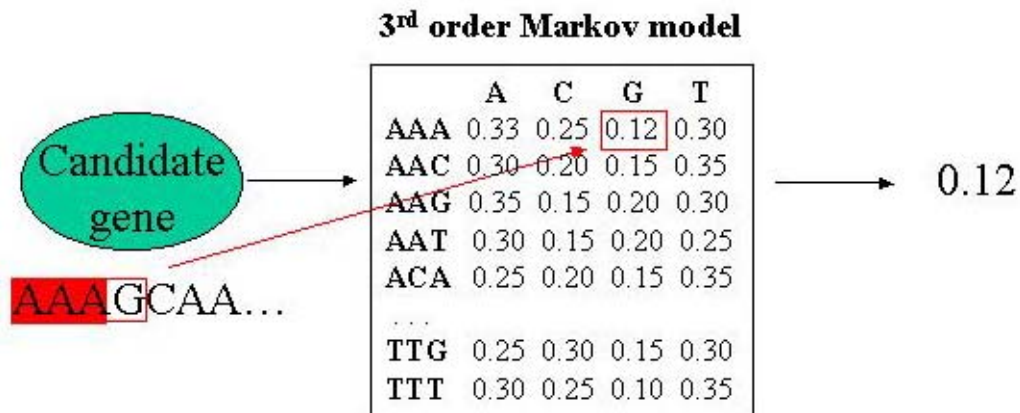 3rd order Markov model
A C G T
AAA 0.33 0.25 0.12 0.30
AAC 0.30 0.20 0.15 0.35
AAG 0.35 0.15 0.20 0.30
AAT 0.30 0.15 0.20 0.25
ACA 0.25 0.20 0.15 0.35
...
TTG 0.25 0.30 0.15 0.30
TTT 0.30 0.25 0.10 0.35
Candidate
gene
AAAGCAA...
0.12